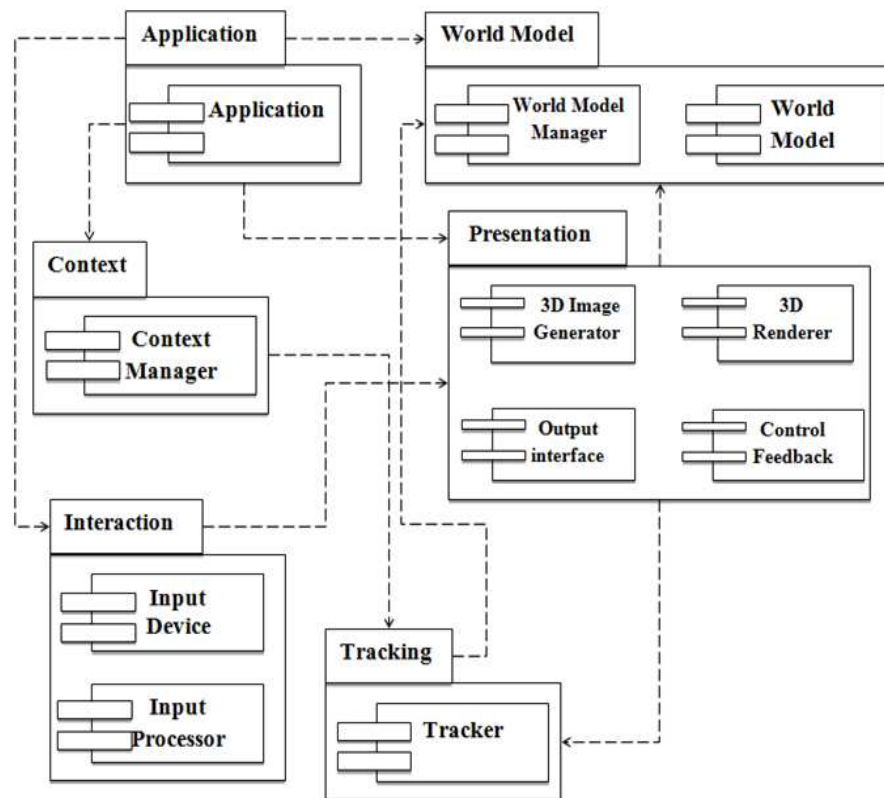 Application
World Model
Application
World Model
Manager
World
Model
Context
Presentation
Context
Manager
3D Image
Generator
3D
Renderer
Output
interface
Control
Feedback
Interaction
Input
Device
Input
Processor
Tracking
Tracker